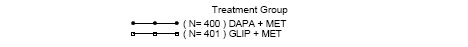 Treatment Group
( N= 400 ) DAPA + MET
( N= 401 ) GLIP + MET